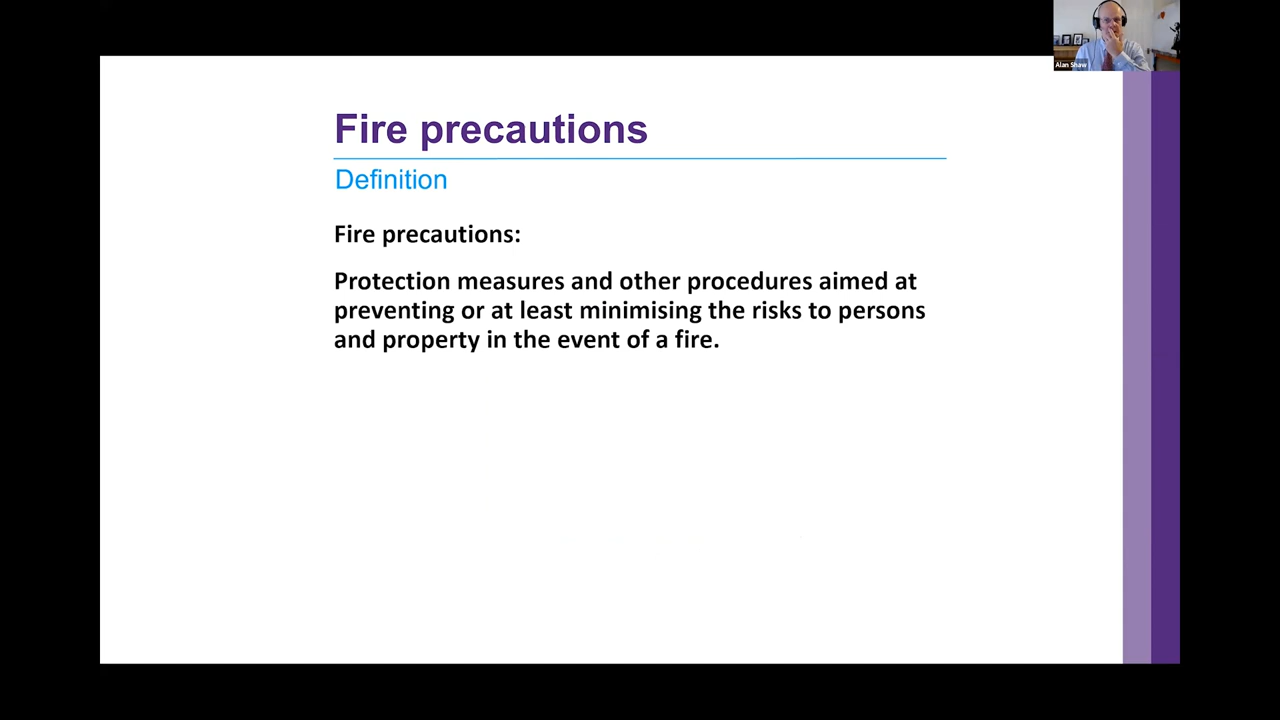 Alan Shaw
Fire precautions
Definition
Fire precautions:
Protection measures and other procedures aimed at
preventing or at least minimising the risks to persons
and property in the event of a fire.